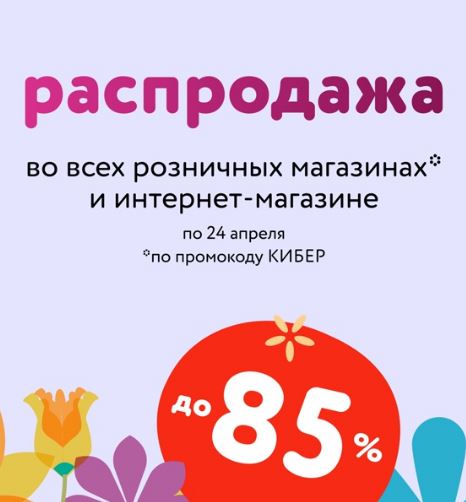 распродажа
во всех розничных магазинах*
и интернет-магазине
по 24 апреля
*по промокоду КИБЕР
до 85%